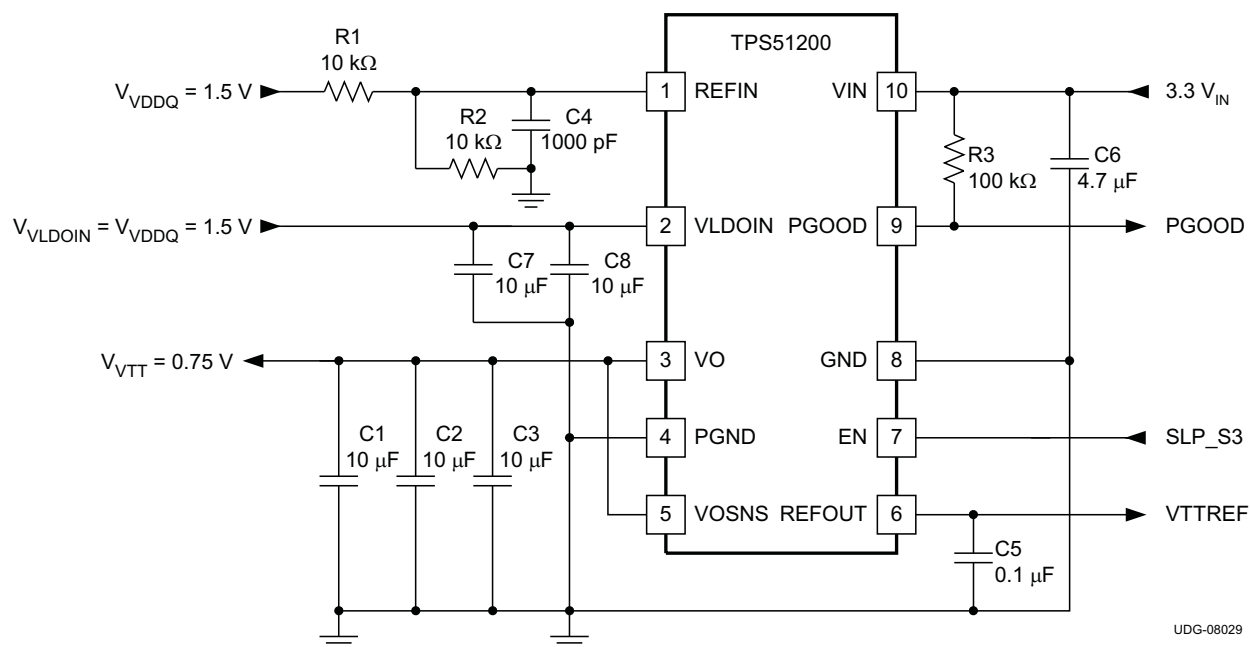 TPS51200
R1
10 kΩ
V_VDDQ = 1.5 V
1 REFIN
VIN 10
3.3 V_IN
R2
10 kΩ
C4
1000 pF
R3
100 kΩ
C6
4.7 μF
V_VLDOIN = V_VDDQ = 1.5 V
2 VLDOIN
PGOOD 9
PGOOD
C7
10 μF
C8
10 μF
V_VTT = 0.75 V
3 VO
GND 8
C1
10 μF
C2
10 μF
C3
10 μF
4 PGND
EN 7
SLP_S3
5 VOSNS
REFOUT 6
VTTREF
C5
0.1 μF
UDG-08029